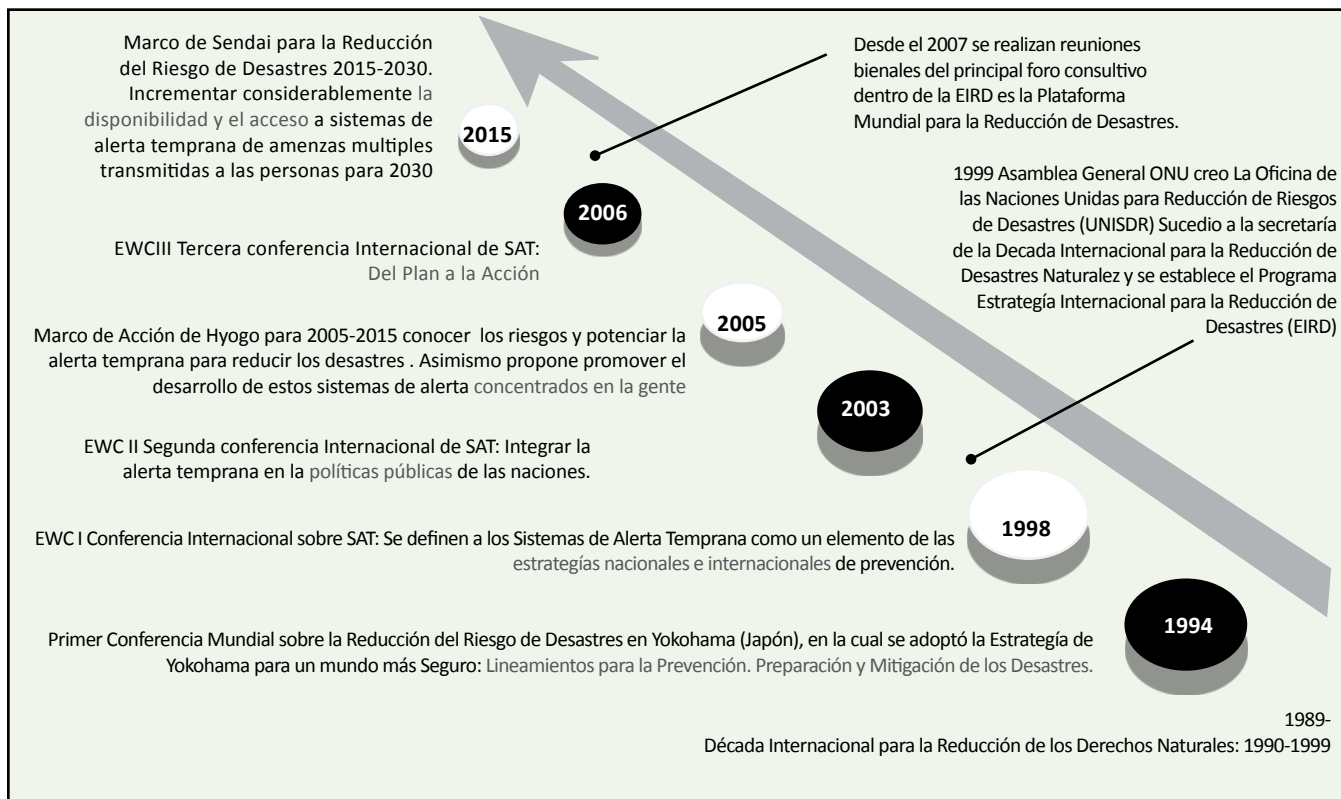 Marco de Sendai para la Reducción
del Riesgo de Desastres 2015-2030.
Incrementar considerablemente la
disponibilidad y el acceso a sistemas de
alerta temprana de amenzas multiples
transmitidas a las personas para 2030
2015
Desde el 2007 se realizan reuniones
bienales del principal foro consultivo
dentro de la EIRD es la Plataforma
Mundial para la Reducción de Desastres.
2006
EWCIII Tercera conferencia Internacional de SAT:
Del Plan a la Acción
1999 Asamblea General ONU creo La Oficina de
las Naciones Unidas para Reducción de Riesgos
de Desastres (UNISDR) Sucedio a la secretaría
de la Decada Internacional para la Reducción de
Desastres Naturalez y se establece el Programa
Estrategía Internacional para la Reducción de
Desastres (EIRD)
2005
Marco de Acción de Hyogo para 2005-2015 conocer los riesgos y potenciar la
alerta temprana para reducir los desastres . Asimismo propone promover el
desarrollo de estos sistemas de alerta concentrados en la gente
2003
EWC II Segunda conferencia Internacional de SAT: Integrar la
alerta temprana en la políticas públicas de las naciones.
1998
EWC I Conferencia Internacional sobre SAT: Se definen a los Sistemas de Alerta Temprana como un elemento de las
estrategías nacionales e internacionales de prevención.
1994
Primer Conferencia Mundial sobre la Reducción del Riesgo de Desastres en Yokohama (Japón), en la cual se adoptó la Estrategía de
Yokohama para un mundo más Seguro: Lineamientos para la Prevención. Preparación y Mitigación de los Desastres.
1989-
Década Internacional para la Reducción de los Derechos Naturales: 1990-1999